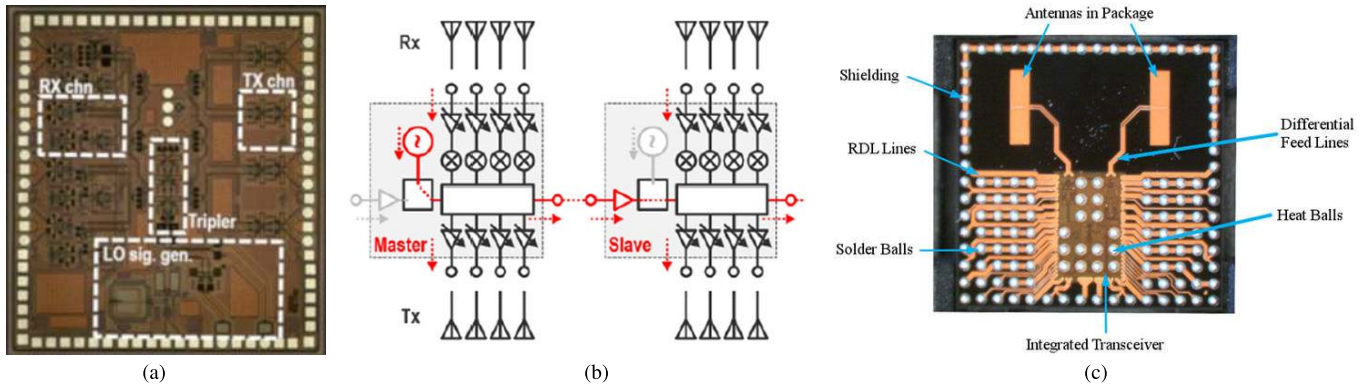 RX chn
TX chn
Tripler
LO sig. gen.
(a)
Rx
Master
Slave
Tx
(b)
Antennas in Package
Shielding
RDL Lines
Differential
Feed Lines
Heat Balls
Solder Balls
Integrated Transceiver
(c)